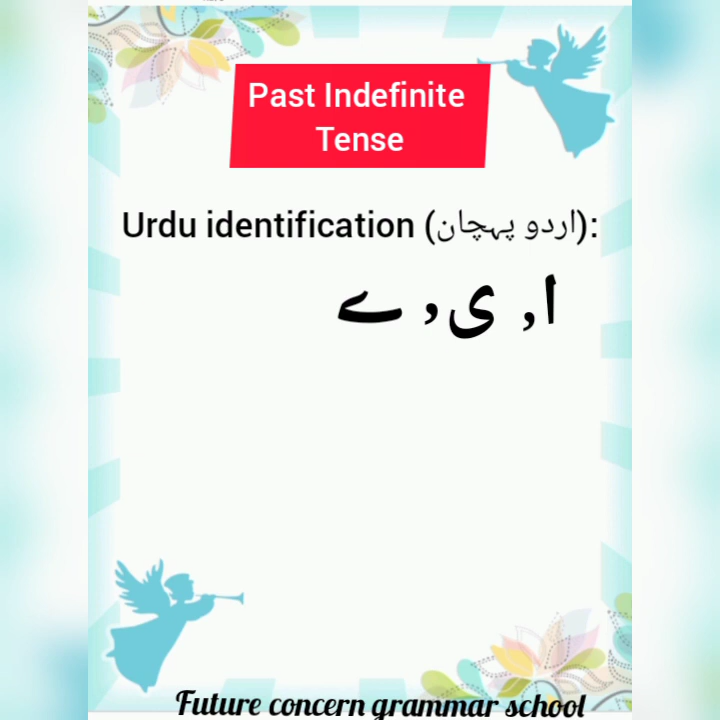 Past Indefinite
Tense
Urdu identification (اردو پہچان):
ا, ی, ے
Future concern grammar school